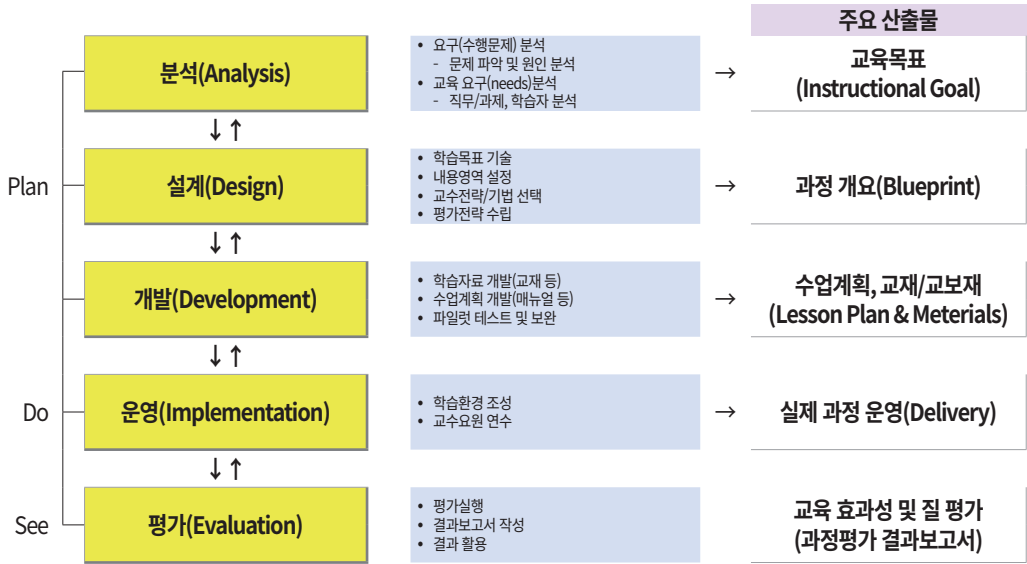 주요 산출물
분석(Analysis)
• 요구(수행문제) 분석
- 문제 파악 및 원인 분석
• 교육 요구(needs)분석
- 직무/과제, 학습자 분석
→
교육목표
(Instructional Goal)
↓↑
Plan
설계(Design)
• 학습목표 기술
• 내용영역 설정
• 교수전략/기법 선택
• 평가전략 수립
→
과정 개요(Blueprint)
↓↑
개발(Development)
• 학습자료 개발(교재 등)
• 수업계획 개발(매뉴얼 등)
• 파일럿 테스트 및 보완
→
수업계획, 교재/교보재
(Lesson Plan & Meterials)
↓↑
Do
운영(Implementation)
• 학습환경 조성
• 교수요원 연수
→
실제 과정 운영(Delivery)
↓↑
See
평가(Evaluation)
• 평가실행
• 결과보고서 작성
• 결과 활용
교육 효과성 및 질 평가
(과정평가 결과보고서)